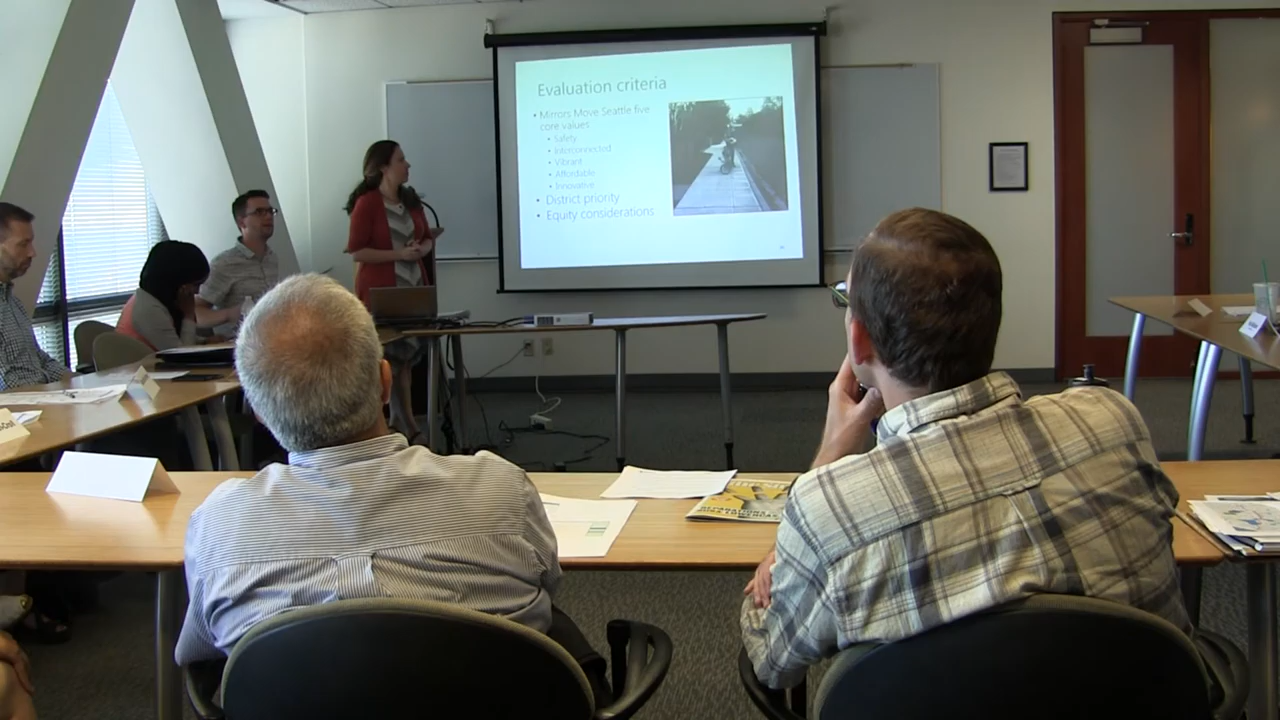 Evaluation criteria
• Mirrors Move Seattle five
core values
• Safety
• Interconnected
• Vibrant
• Affordable
• Innovative
• District priority
• Equity considerations